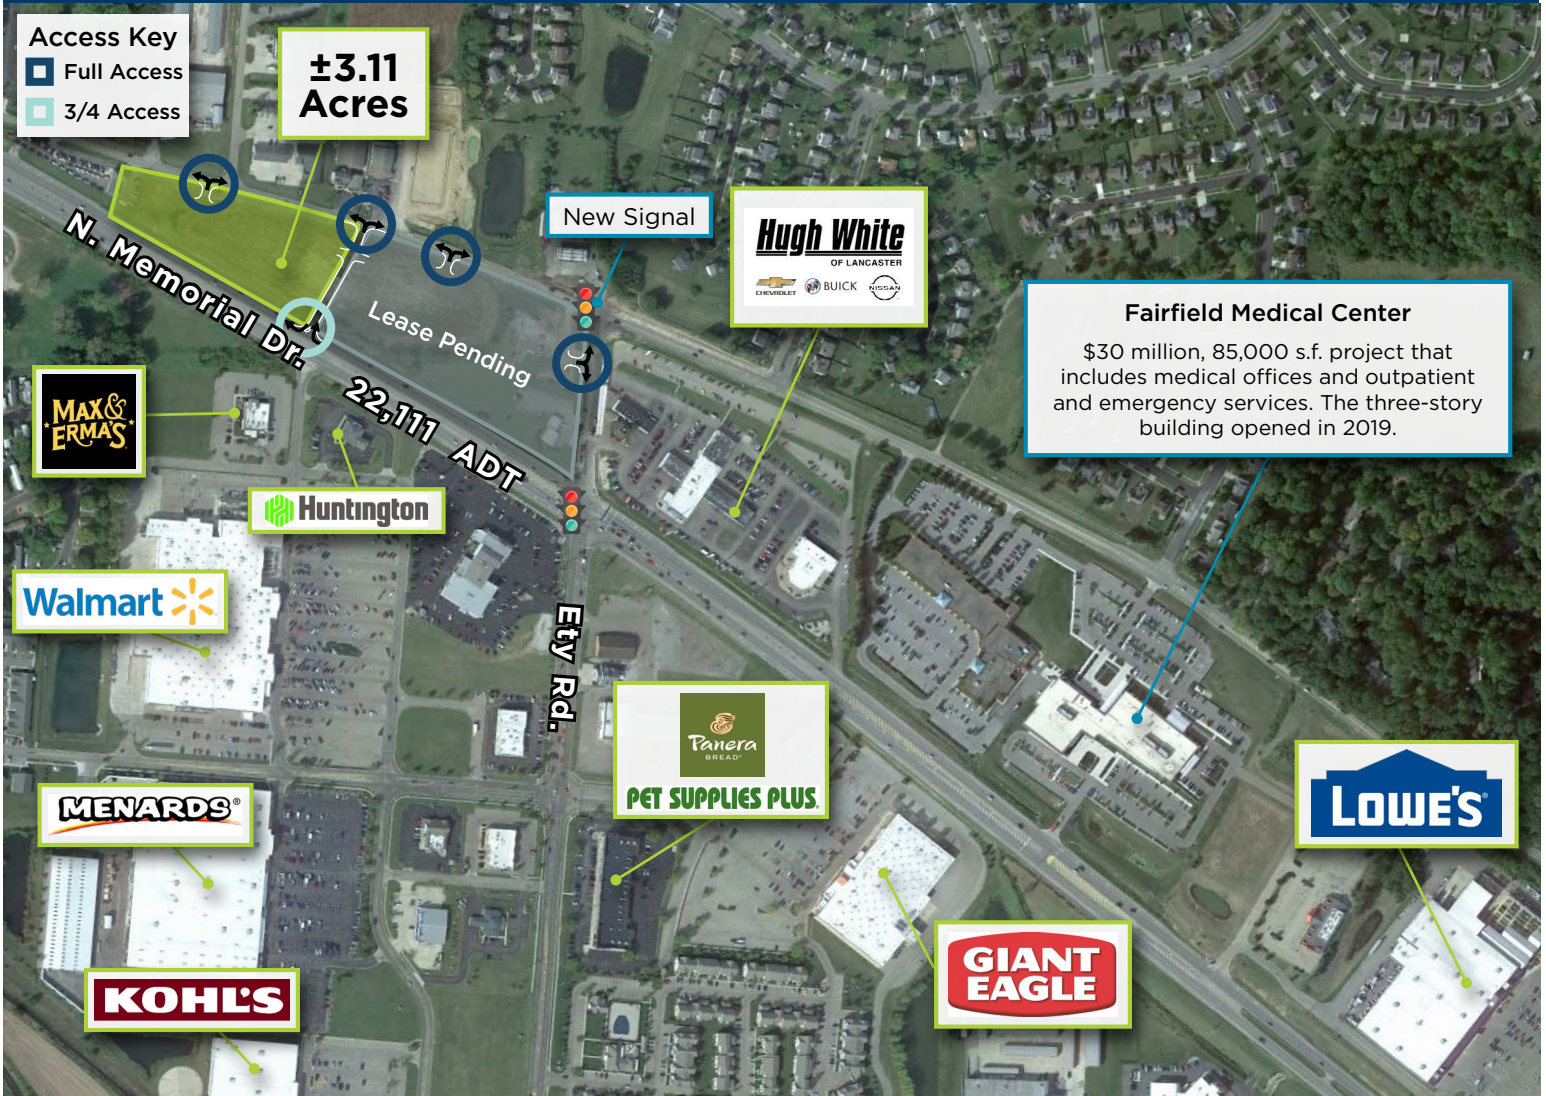 Access Key
Full Access
3/4 Access
±3.11
Acres
New Signal
Hugh White
OF LANCASTER
CHEVROLET
BUICK
NISSAN
N. Memorial Dr.
Lease Pending
22,111 ADT
Fairfield Medical Center
$30 million, 85,000 s.f. project that
includes medical offices and outpatient
and emergency services. The three-story
building opened in 2019.
MAX &
ERMA'S
Huntington
Walmart
Ety Rd.
Panera
BREAD®
PET SUPPLIES PLUS.
MENARDS®
LOWE'S®
KOHL'S
GIANT
EAGLE